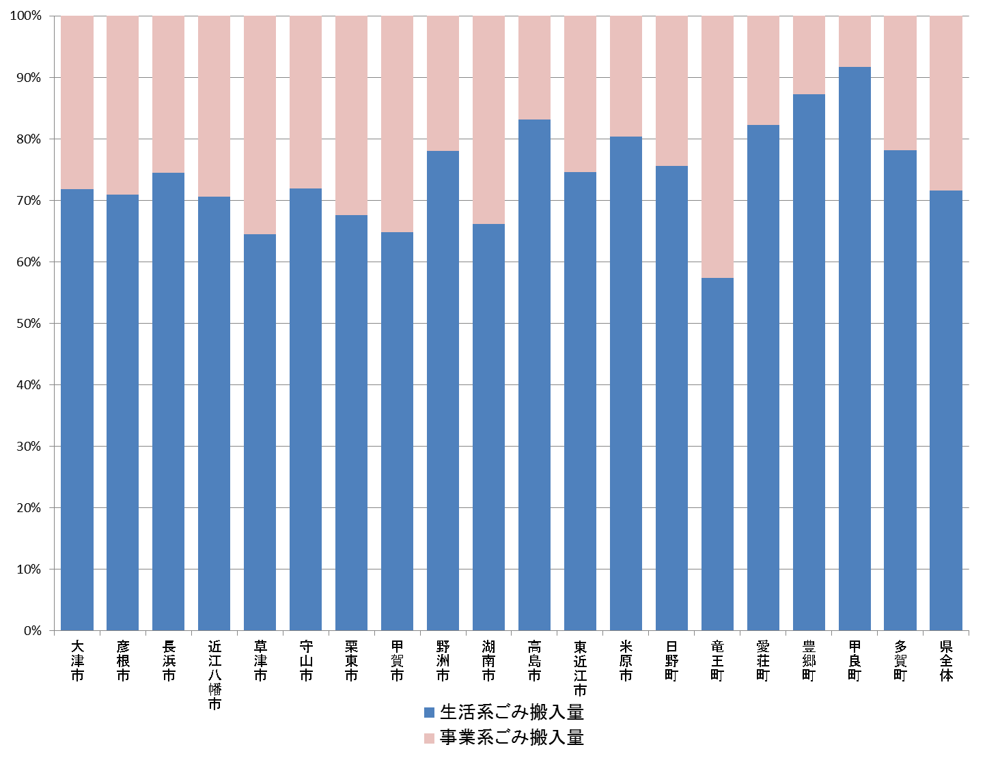 100%
90%
80%
70%
60%
50%
40%
30%
20%
10%
0%
大津市
彦根市
長浜市
近江八幡市
草津市
守山市
栗東市
甲賀市
野洲市
湖南市
高島市
東近江市
米原市
日野町
竜王町
愛荘町
豊郷町
甲良町
多賀町
県全体
生活系ごみ搬入量
事業系ごみ搬入量